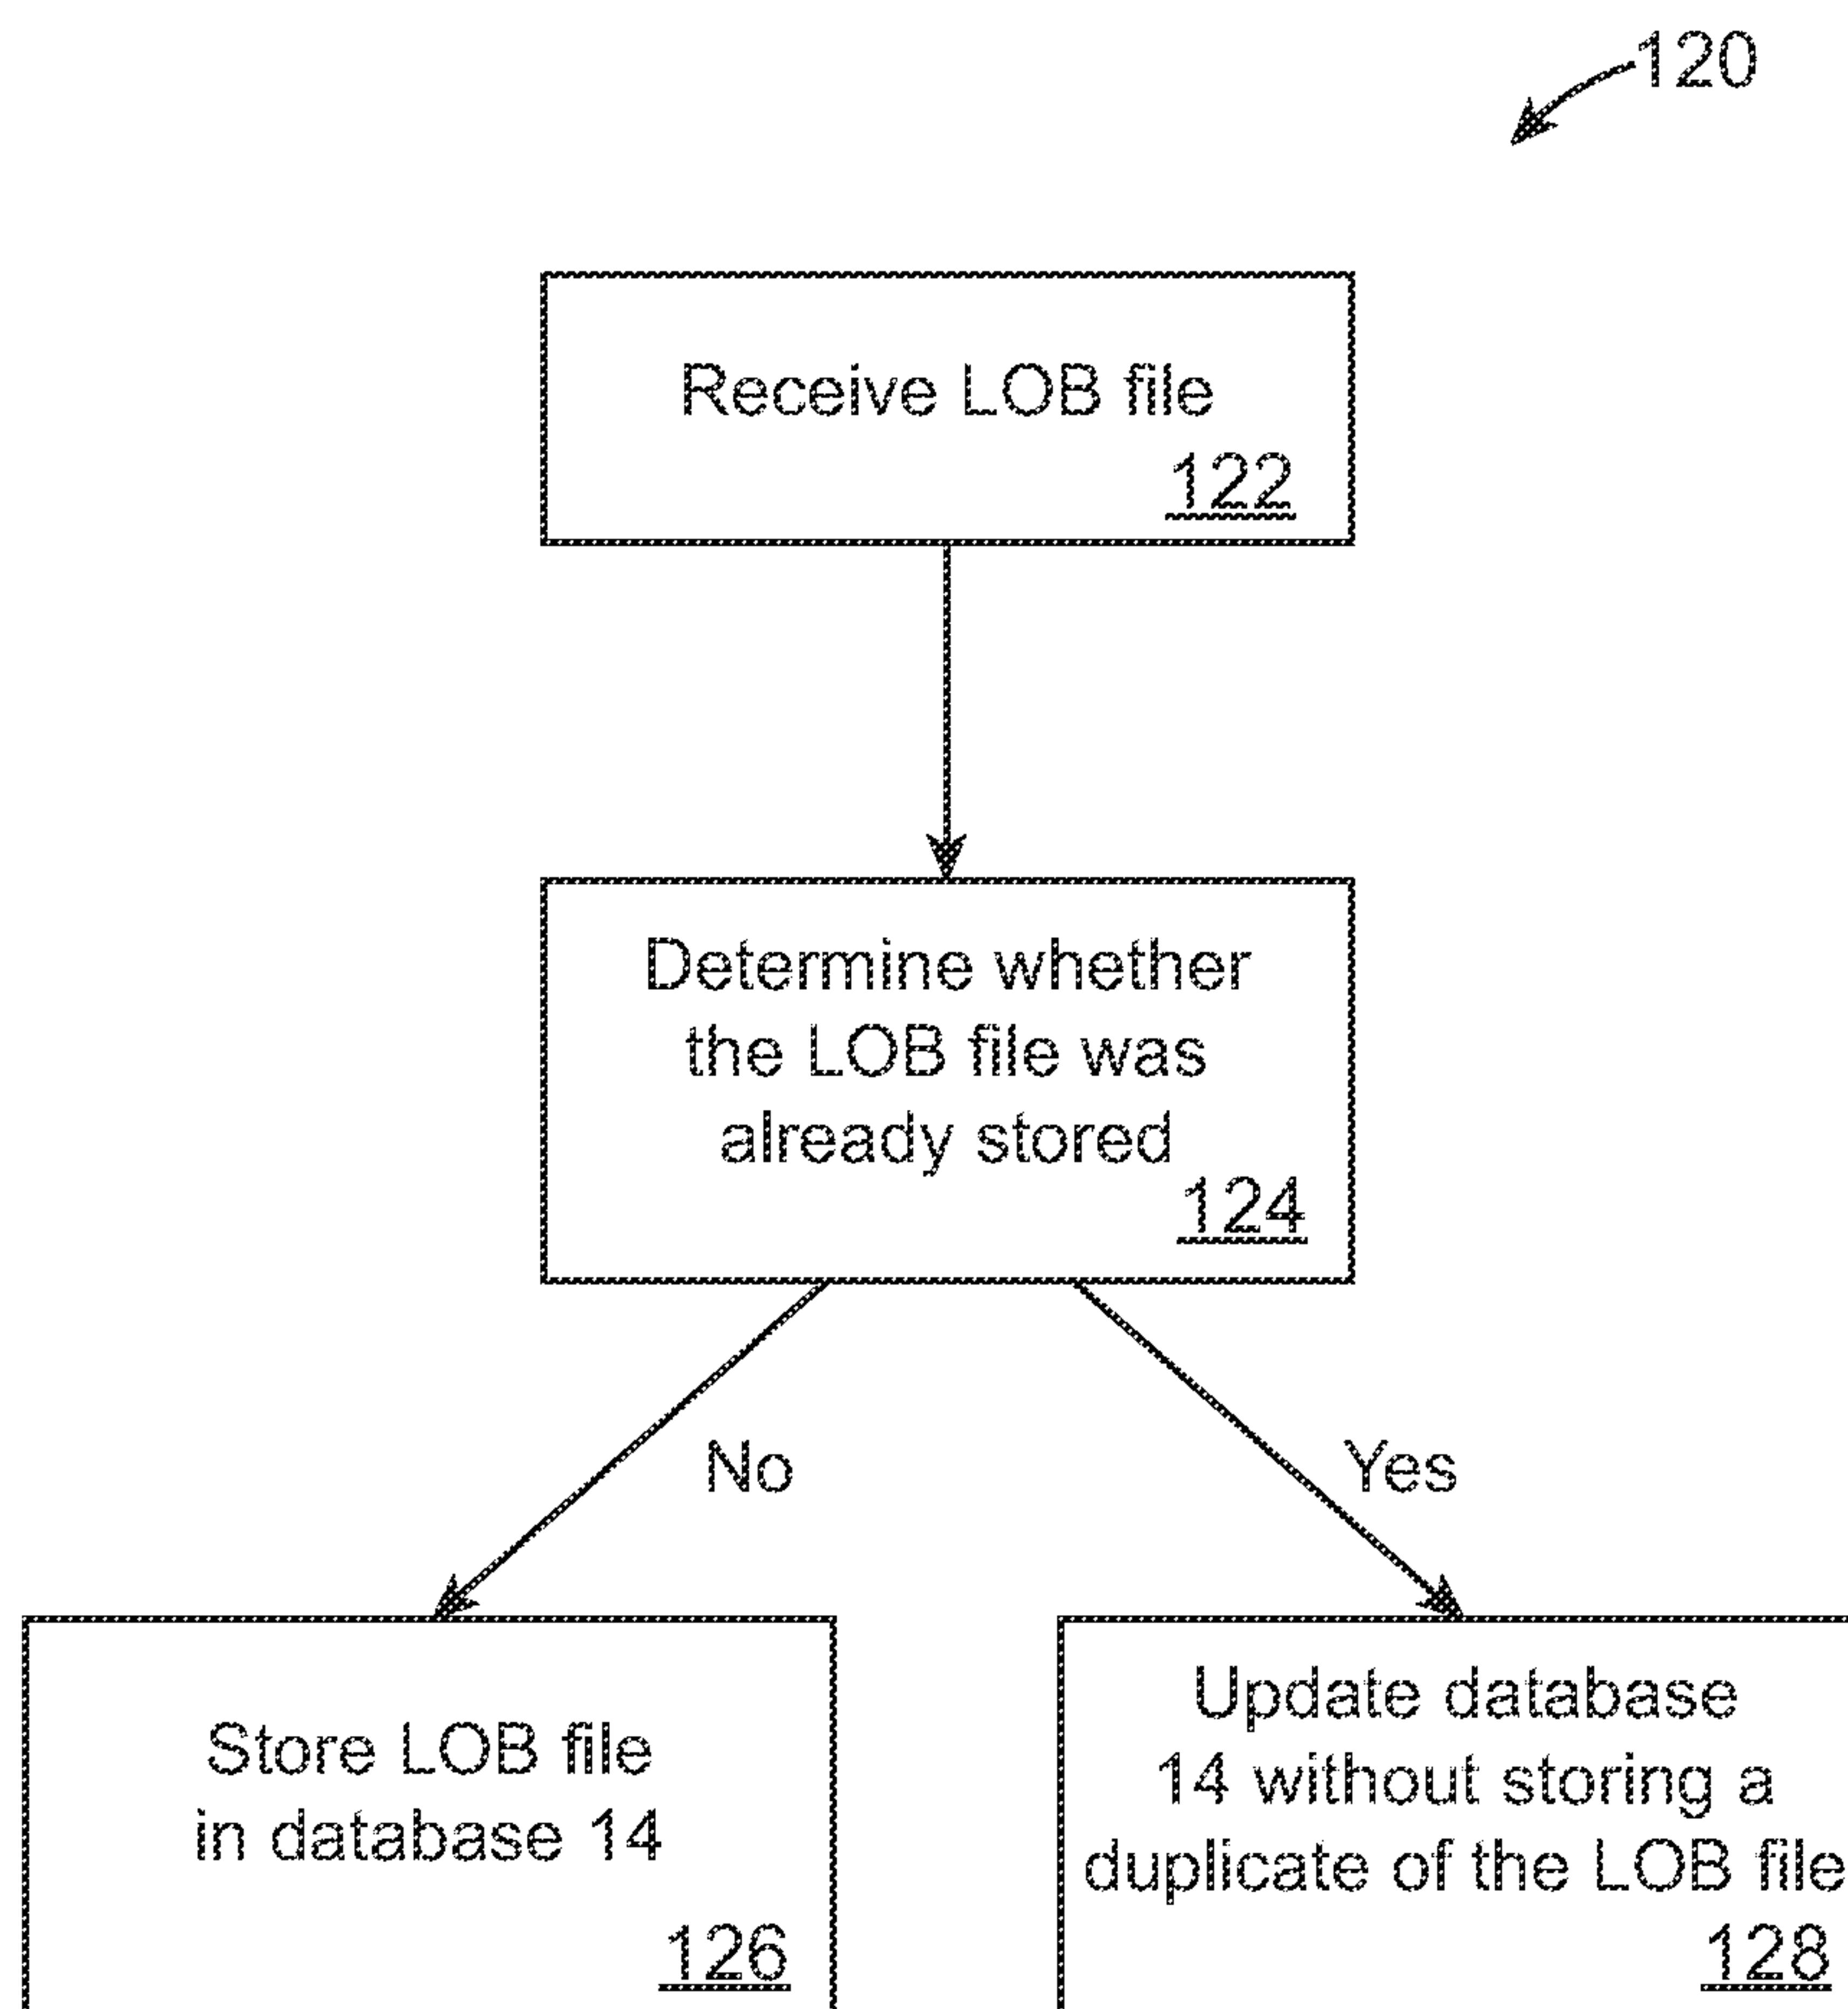 120
Receive LOB file
122
Determine whether
the LOB file was
already stored
124
No
Yes
Store LOB file
in database 14
126
Update database
14 without storing a
duplicate of the LOB file
128